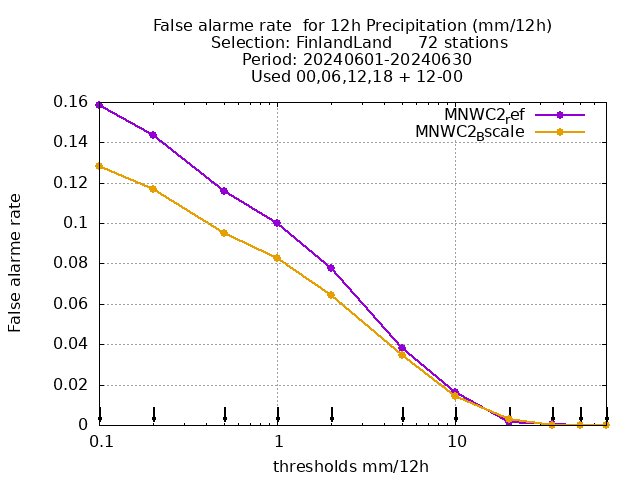 False alarme rate  for 12h Precipitation (mm/12h)
Selection: FinlandLand     72 stations
Period: 20240601-20240630
Used 00,06,12,18 + 12-00
MNWC2ref
MNWC2Bscale
0.16
0.14
0.12
0.1
0.08
0.06
0.04
0.02
0
False alarme rate
0.1
1
10
thresholds mm/12h